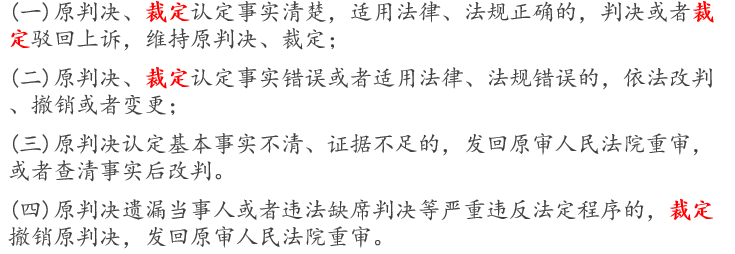 (一)原判决、裁定认定事实清楚，适用法律、法规正确的，判决或者裁
定驳回上诉，维持原判决、裁定；
(二)原判决、裁定认定事实错误或者适用法律、法规错误的，依法改判
、撤销或者变更；
(三)原判决认定基本事实不清、证据不足的，发回原审人民法院重审，
或者查清事实后改判。
(四)原判决遗漏当事人或者违法缺席判决等严重违反法定程序的，裁定
撤销原判决，发回原审人民法院重审。